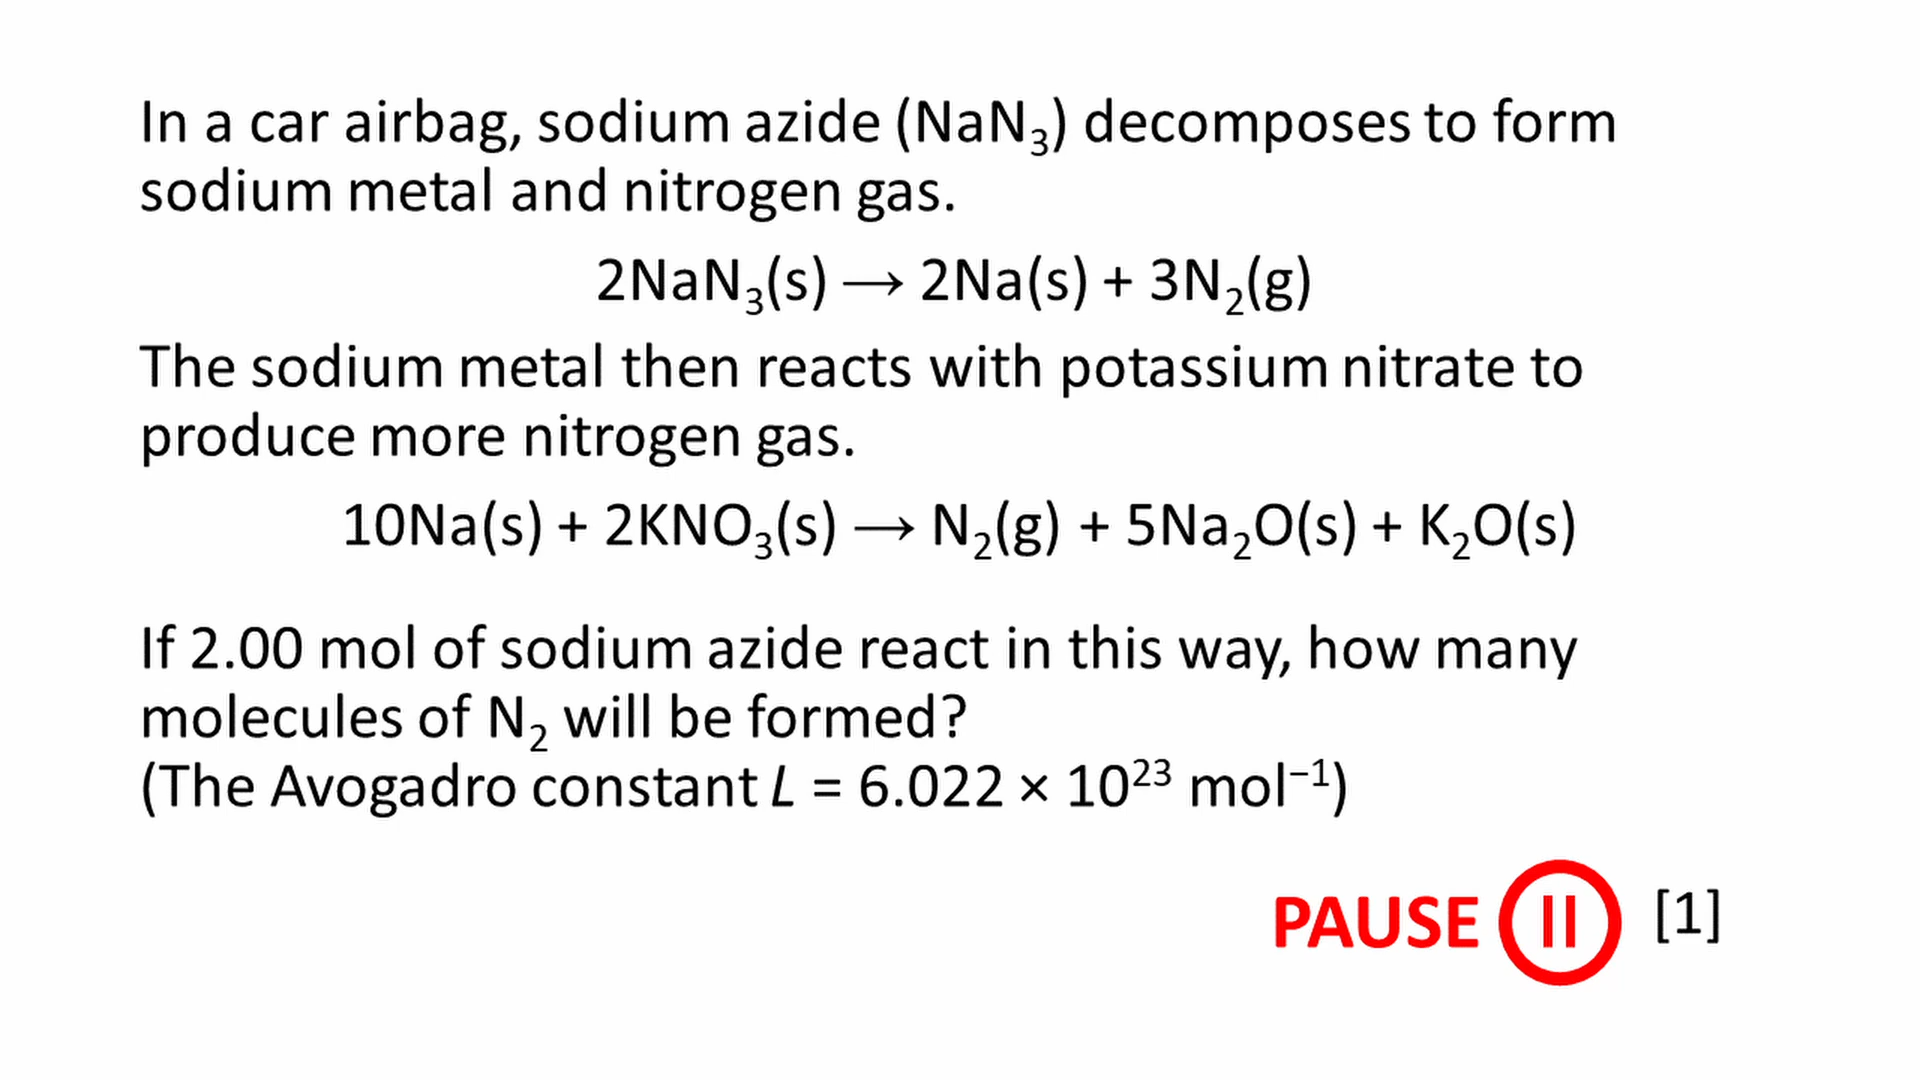 In a car airbag, sodium azide (NaN₃) decomposes to form
sodium metal and nitrogen gas.
2NaN₃(s) → 2Na(s) + 3N₂(g)
The sodium metal then reacts with potassium nitrate to
produce more nitrogen gas.
10Na(s) + 2KNO₃(s) → N₂(g) + 5Na₂O(s) + K₂O(s)
If 2.00 mol of sodium azide react in this way, how many
molecules of N₂ will be formed?
(The Avogadro constant L = 6.022 × 10²³ mol⁻¹)
PAUSE [1]